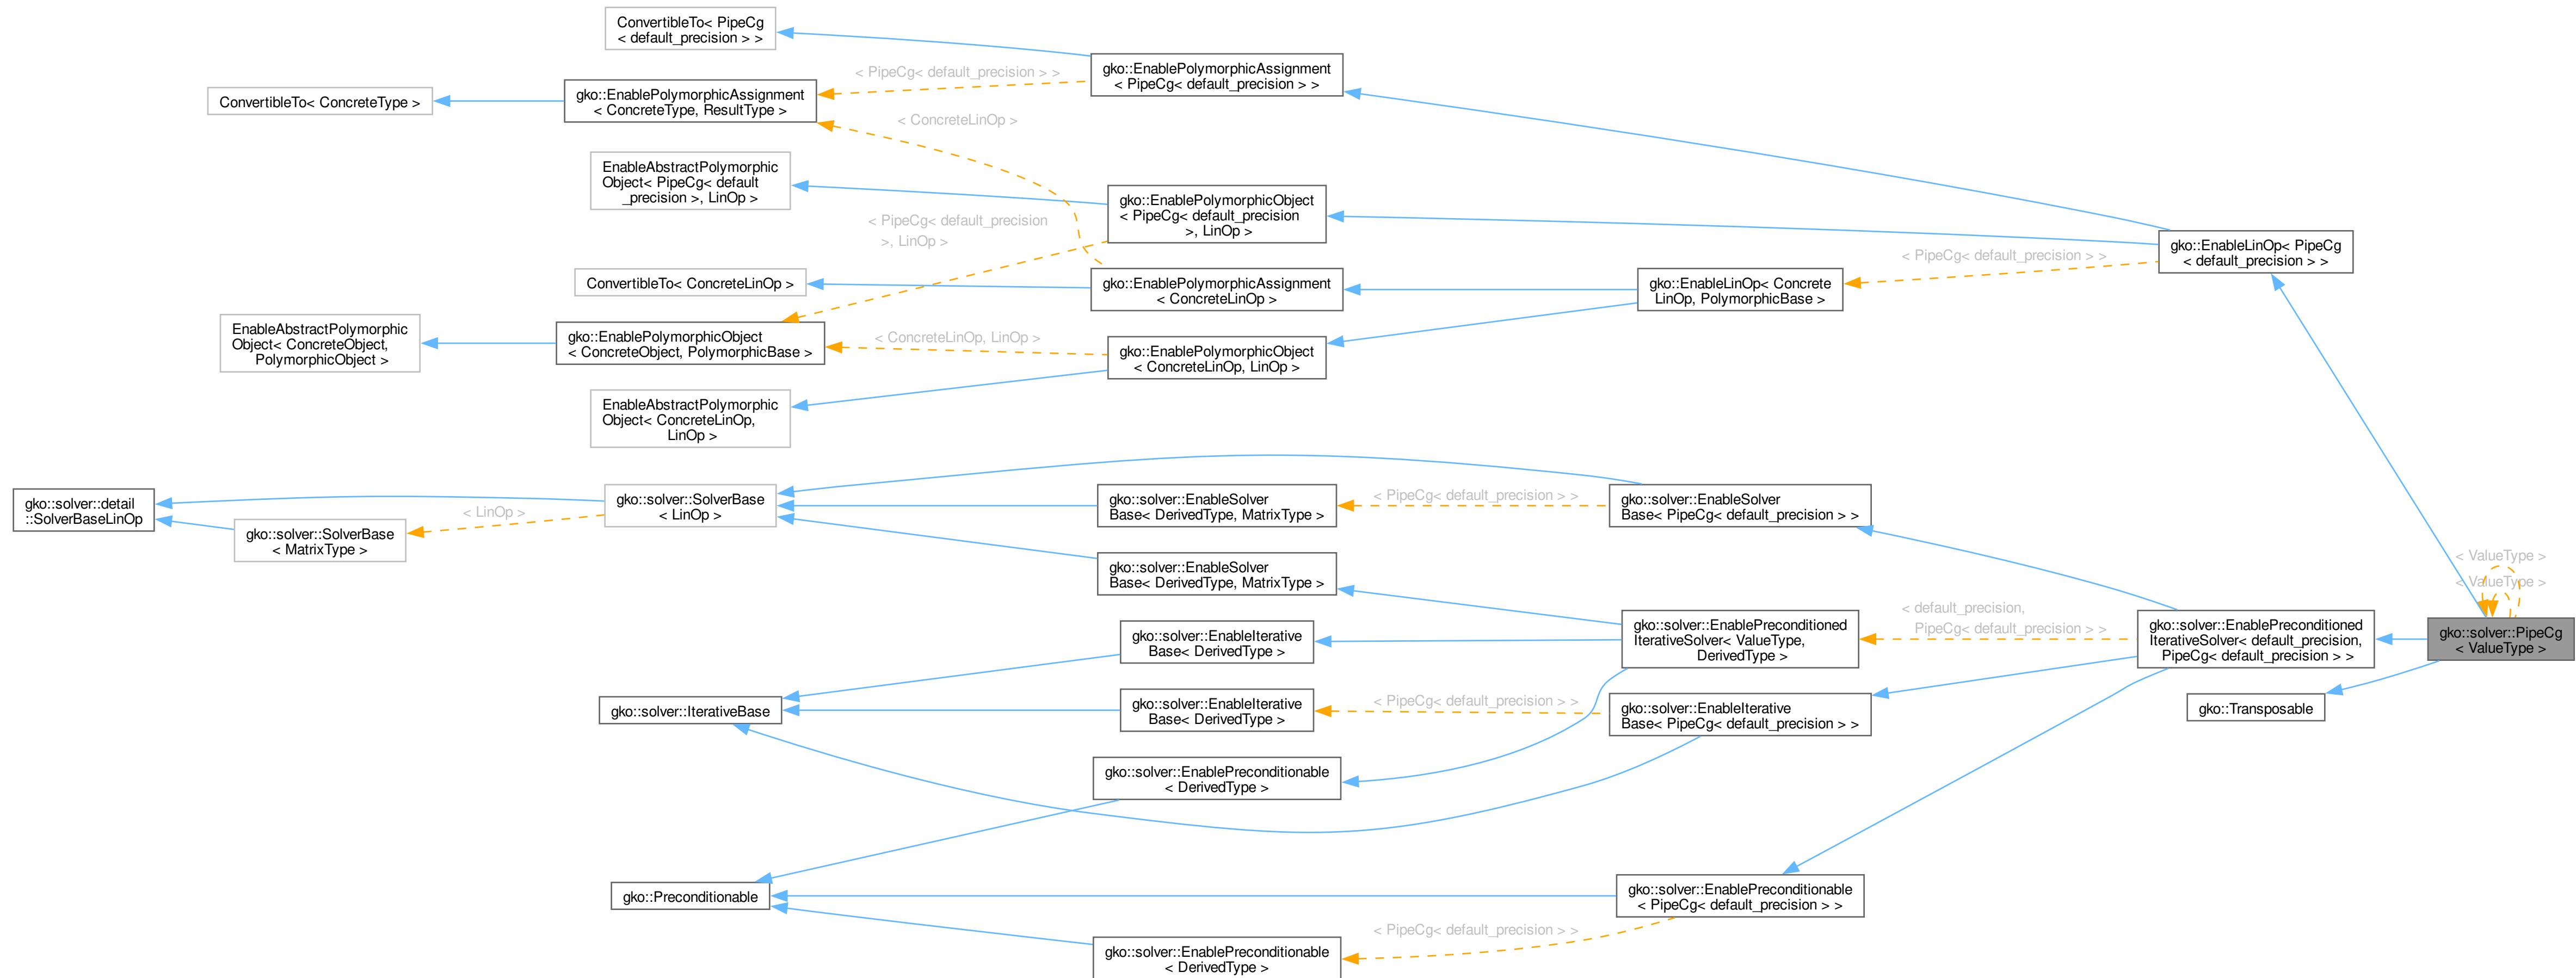 ConvertibleTo< PipeCg
< default_precision > >
gko::EnablePolymorphicAssignment
< PipeCg< default_precision > >
< PipeCg< default_precision > >
ConvertibleTo< ConcreteType >
gko::EnablePolymorphicAssignment
< ConcreteType, ResultType >
< ConcreteLinOp >
EnableAbstractPolymorphic
Object< PipeCg< default
_precision >, LinOp >
gko::EnablePolymorphicObject
< PipeCg< default_precision
>, LinOp >
< PipeCg< default_precision
>, LinOp >
gko::EnableLinOp< PipeCg
< default_precision > >
< PipeCg< default_precision > >
ConvertibleTo< ConcreteLinOp >
gko::EnablePolymorphicAssignment
< ConcreteLinOp >
gko::EnableLinOp< Concrete
LinOp, PolymorphicBase >
EnableAbstractPolymorphic
Object< ConcreteObject,
PolymorphicObject >
gko::EnablePolymorphicObject
< ConcreteObject, PolymorphicBase >
< ConcreteLinOp, LinOp >
gko::EnablePolymorphicObject
< ConcreteLinOp, LinOp >
EnableAbstractPolymorphic
Object< ConcreteLinOp,
LinOp >
gko::solver::detail
::SolverBaseLinOp
gko::solver::SolverBase
< MatrixType >
< LinOp >
gko::solver::SolverBase
< LinOp >
gko::solver::EnableSolver
Base< DerivedType, MatrixType >
< PipeCg< default_precision > >
gko::solver::EnableSolver
Base< PipeCg< default_precision > >
gko::solver::EnableSolver
Base< DerivedType, MatrixType >
< ValueType >
< ValueType >
gko::solver::EnableIterative
Base< DerivedType >
gko::solver::EnablePreconditioned
IterativeSolver< ValueType,
DerivedType >
< default_precision,
PipeCg< default_precision > >
gko::solver::EnablePreconditioned
IterativeSolver< default_precision,
PipeCg< default_precision > >
gko::solver::PipeCg
< ValueType >
gko::solver::IterativeBase
gko::solver::EnableIterative
Base< DerivedType >
< PipeCg< default_precision > >
gko::solver::EnableIterative
Base< PipeCg< default_precision > >
gko::Transposable
gko::solver::EnablePreconditionable
< DerivedType >
gko::Preconditionable
gko::solver::EnablePreconditionable
< PipeCg< default_precision > >
< PipeCg< default_precision > >
gko::solver::EnablePreconditionable
< DerivedType >